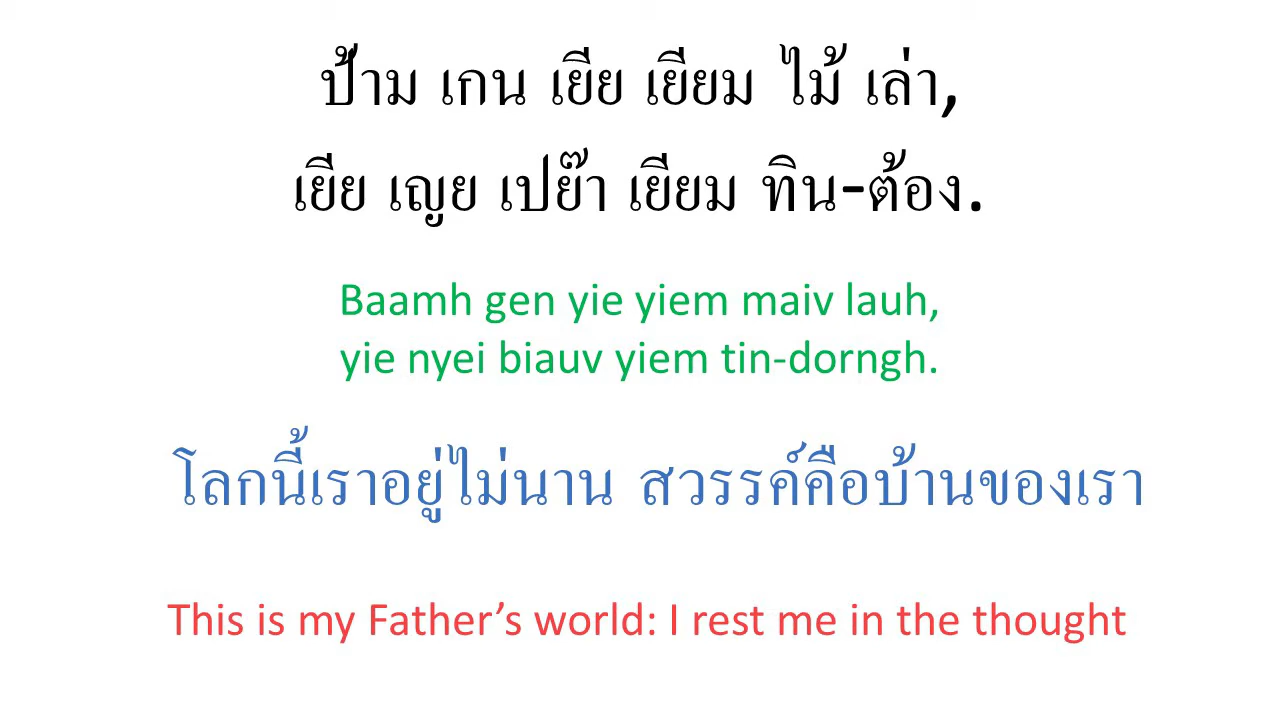 ป้าม เกน เยีย เยียม ไม้ เล่า,
เยีย เญย เปย๊า เยียม ทิน-ต้อง.
Baamh gen yie yiem maiv lauh,
yie nyei biauv yiem tin-dorngh.
โลกนี้เราอยู่ไม่นาน สวรรค์คือบ้านของเรา
This is my Father’s world: I rest me in the thought